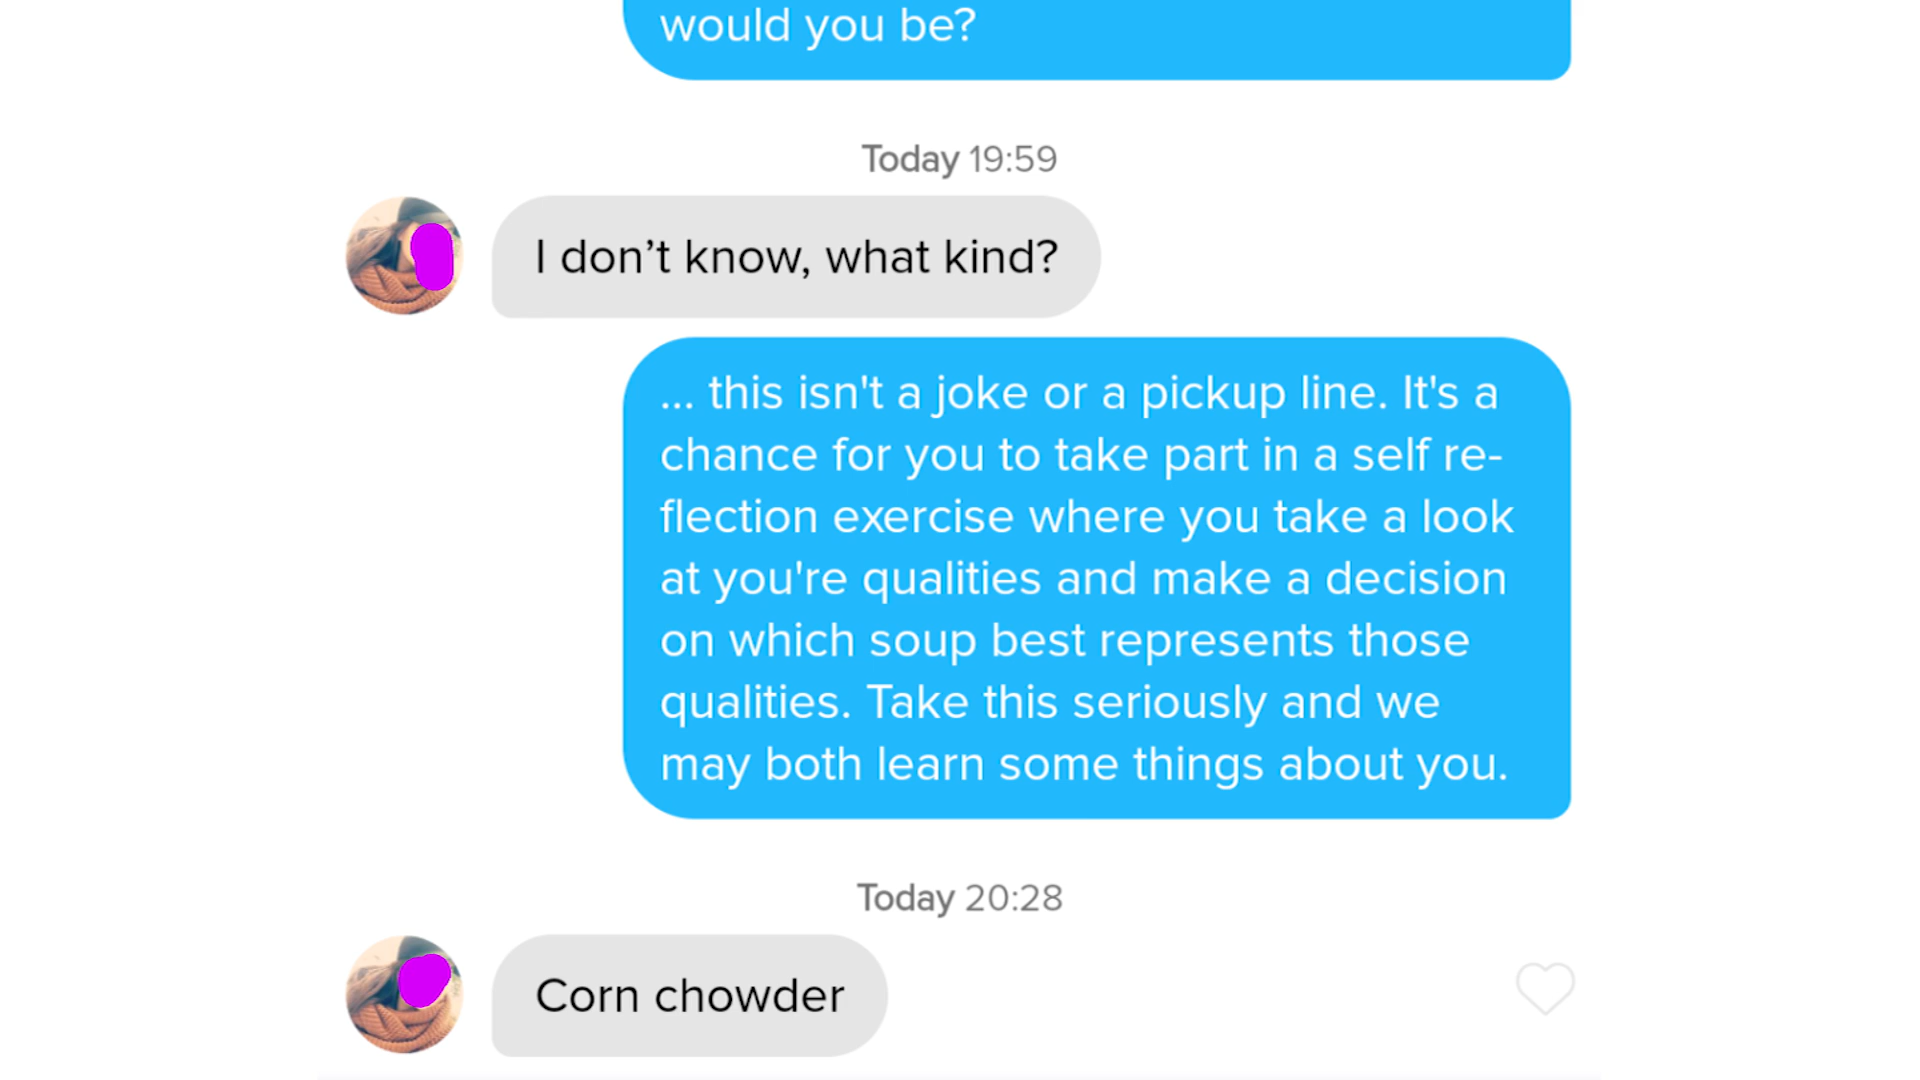 would you be?
Today 19:59
I don’t know, what kind?
... this isn't a joke or a pickup line. It's a
chance for you to take part in a self re-
flection exercise where you take a look
at you're qualities and make a decision
on which soup best represents those
qualities. Take this seriously and we
may both learn some things about you.
Today 20:28
Corn chowder